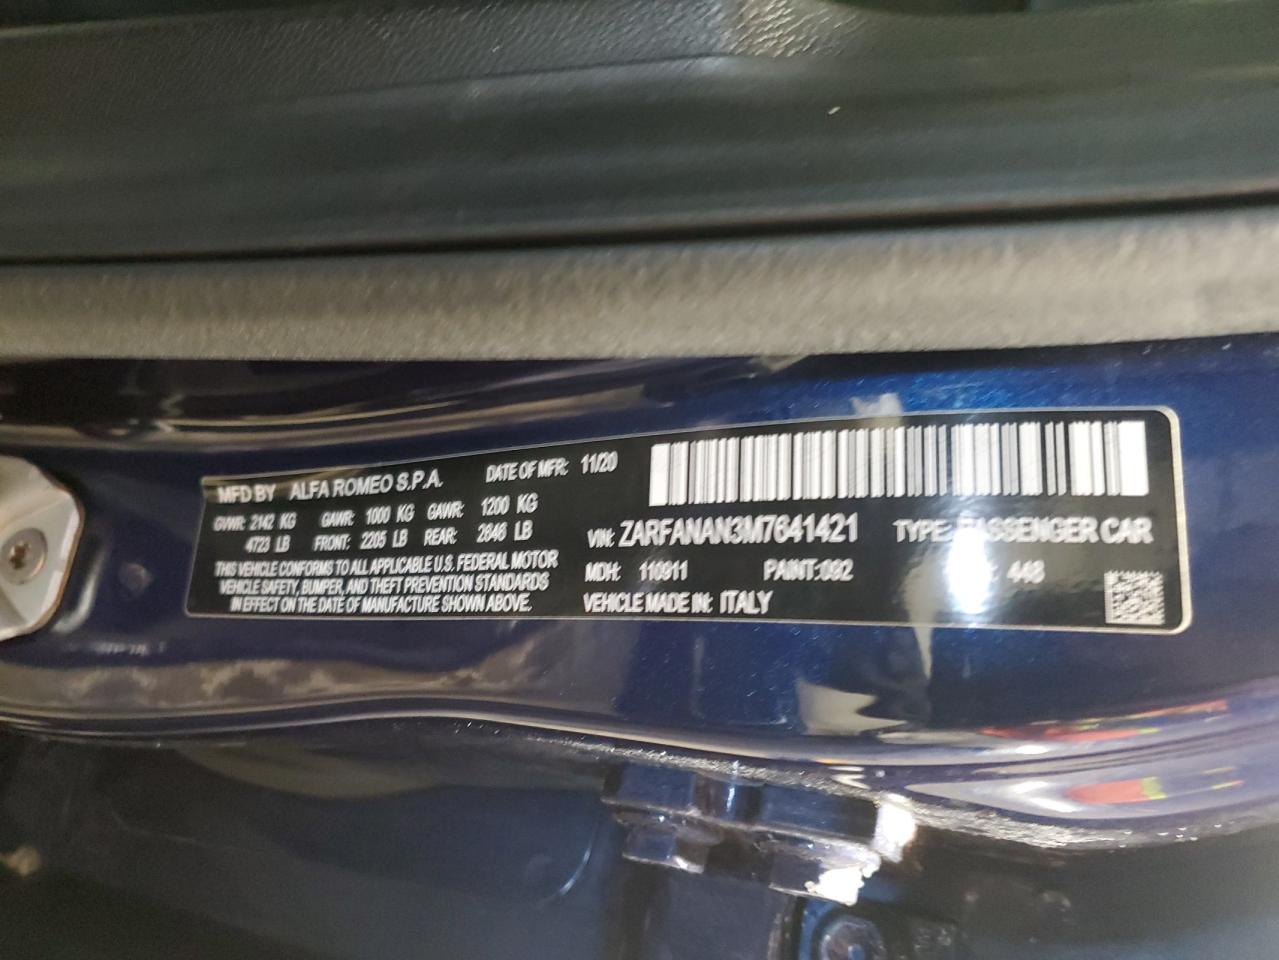 MFD BY ALFA ROMEO S.P.A. DATE OF MFR: 11/20
GVWR: 2142 KG GAWR: 1000 KG GAWR: 1200 KG
4723 LB FRONT: 2205 LB REAR: 2646 LB
THIS VEHICLE CONFORMS TO ALL APPLICABLE U.S. FEDERAL MOTOR
VEHICLE SAFETY, BUMPER, AND THEFT PREVENTION STANDARDS
IN EFFECT ON THE DATE OF MANUFACTURE SHOWN ABOVE.
VIN: ZARFANAN3M7641421 TYPE: PASSENGER CAR
MDH: 110911 PAINT:092 448
VEHICLE MADE IN: ITALY